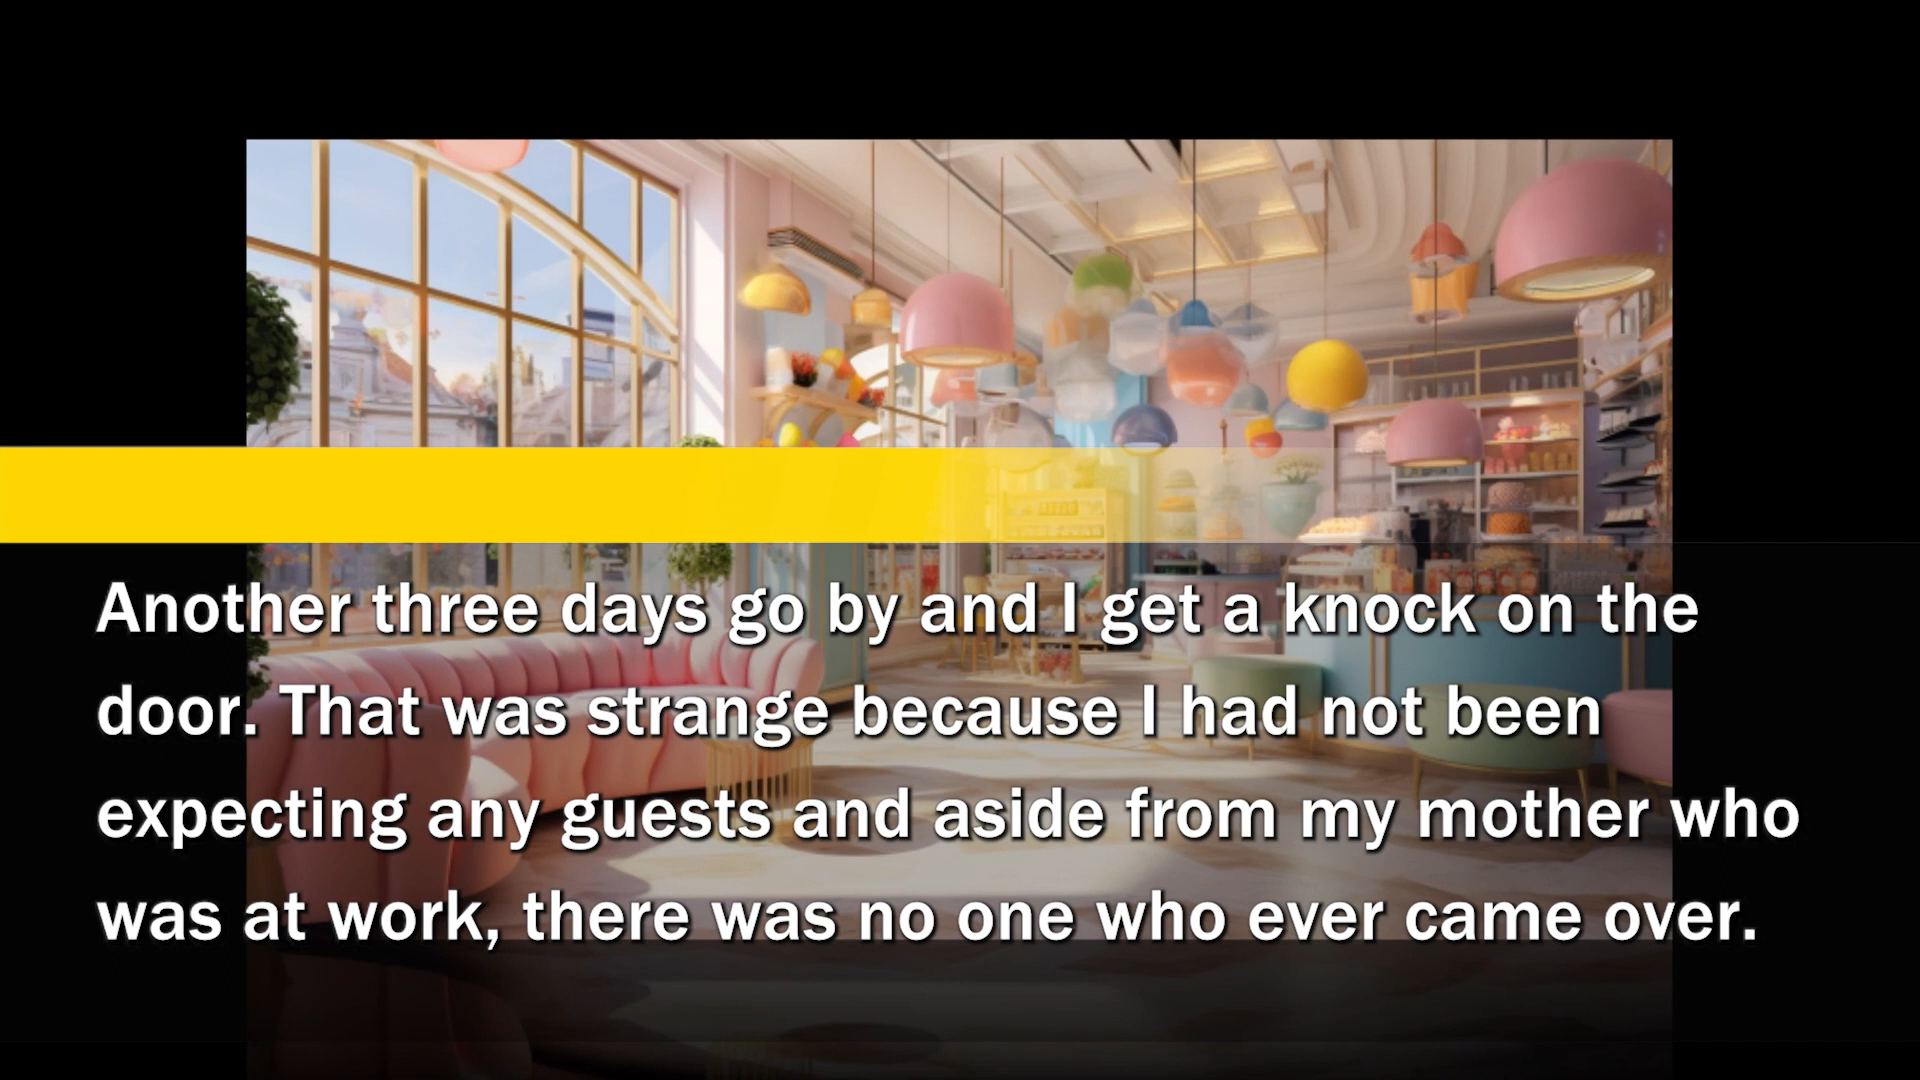 Another three days go by and I get a knock on the
door. That was strange because I had not been
expecting any guests and aside from my mother who
was at work, there was no one who ever came over.